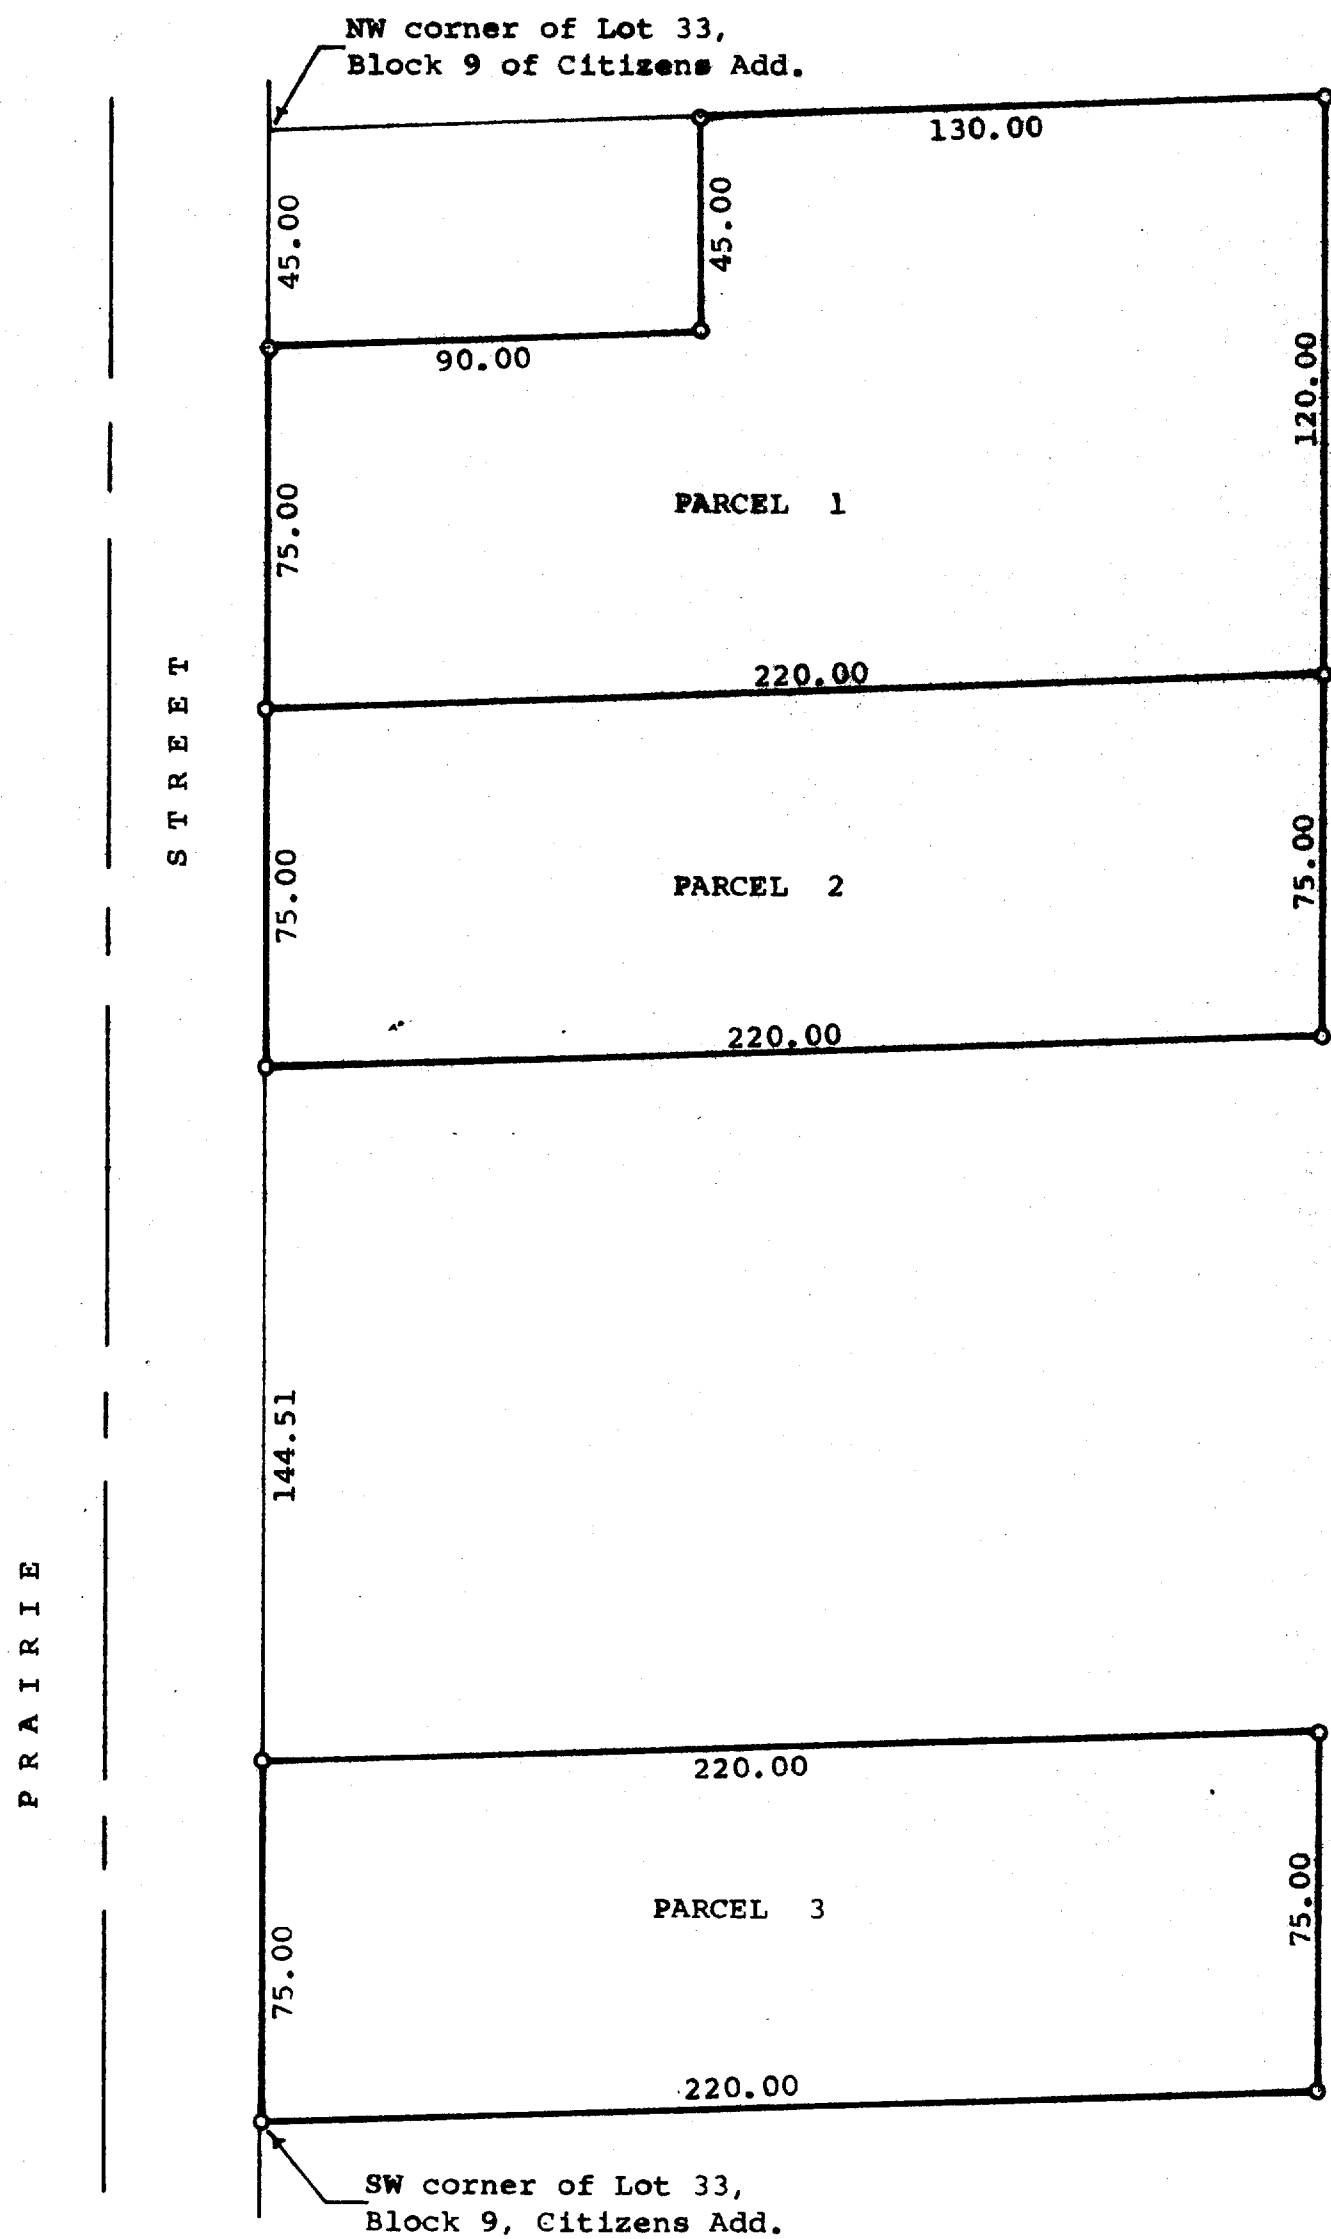 NW corner of Lot 33,
Block 9 of Citizens Add.
130.00
45.00
45.00
90.00
120.00
75.00
PARCEL 1
STREET
220.00
75.00
PARCEL 2
75.00
220.00
144.51
PRAIRIE
220.00
PARCEL 3
75.00
75.00
220.00
SW corner of Lot 33,
Block 9, Citizens Add.